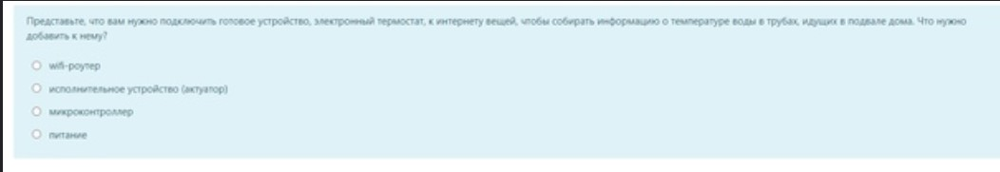 Представьте, что вам нужно подключить готовое устройство, электронный термостат, к интернету вещей, чтобы собирать информацию о температуре воды в трубах, идущих в подвале дома. Что нужно
добавить к нему?
wifi-роутер
исполнительное устройство (актуатор)
микроконтроллер
питание